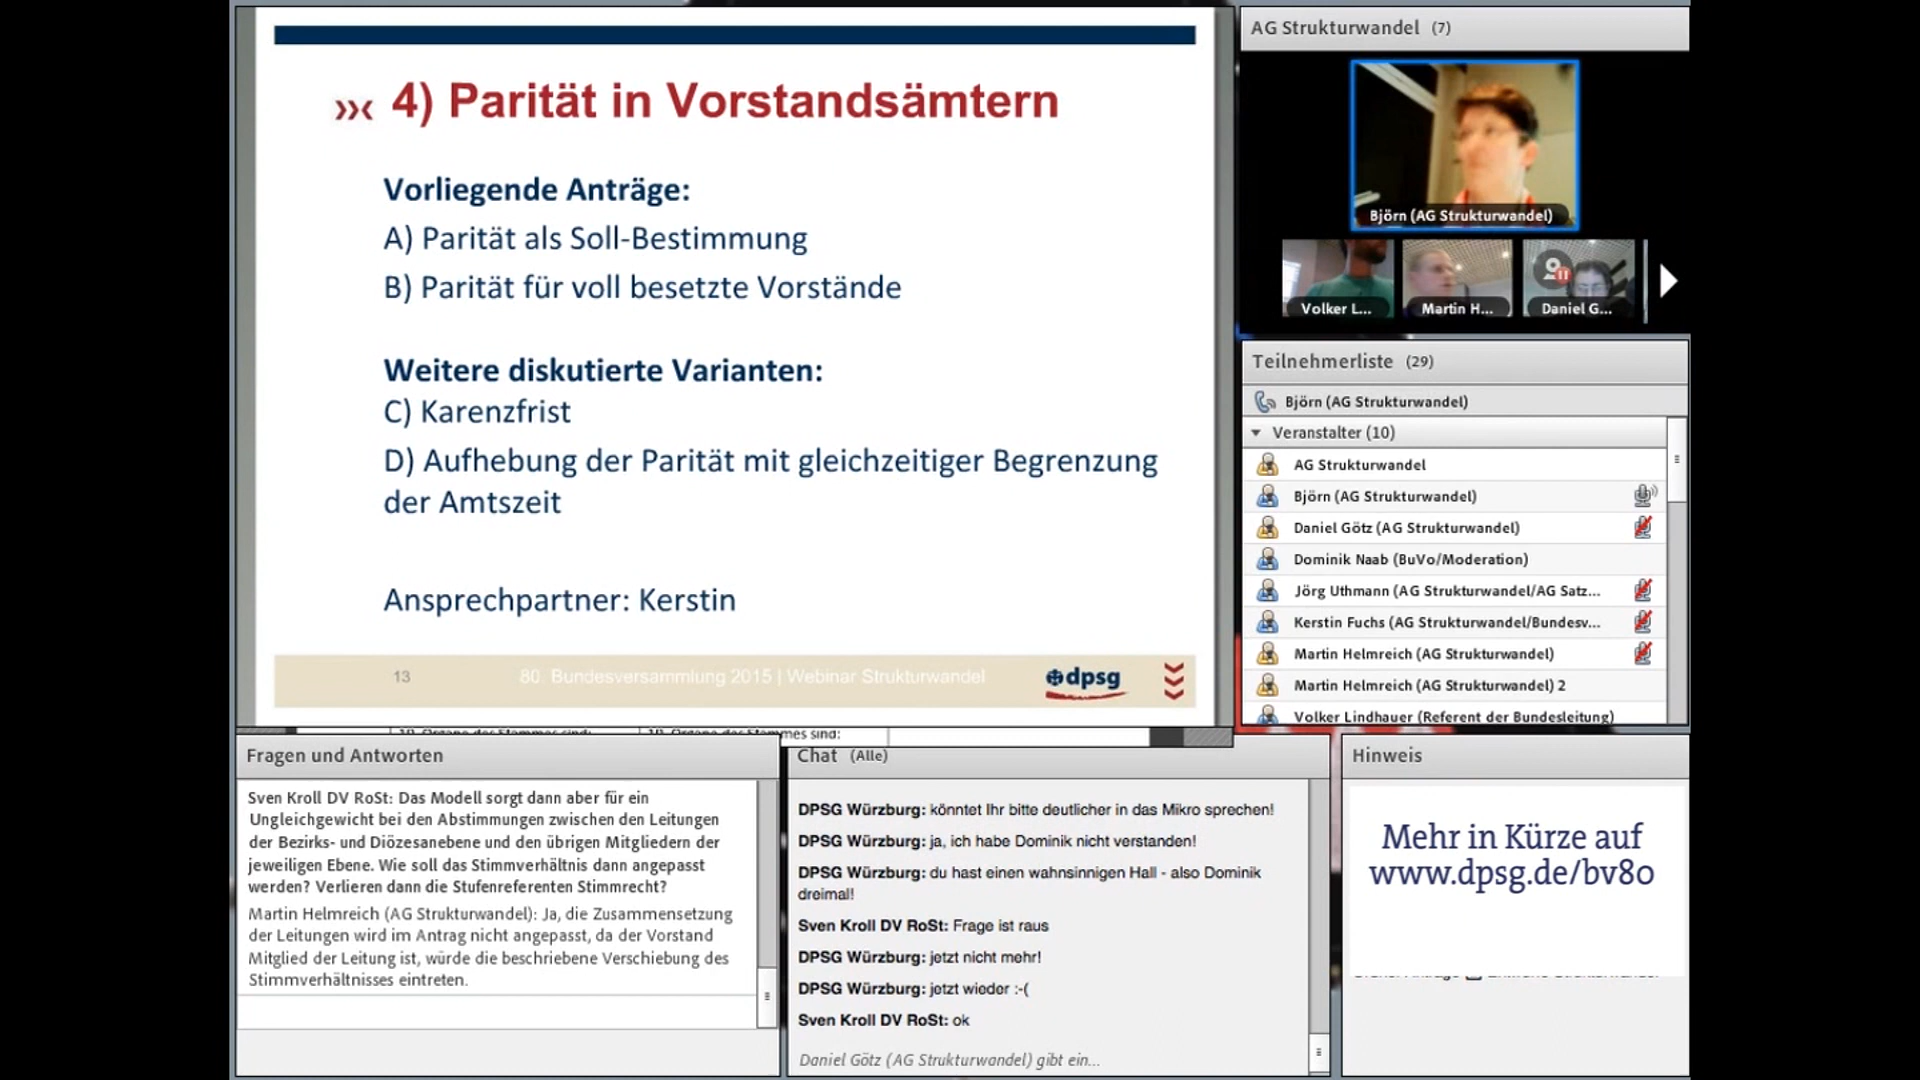 4) Parität in Vorstandsämtern
Vorliegende Anträge:
A) Parität als Soll-Bestimmung
B) Parität für voll besetzte Vorstände
Weitere diskutierte Varianten:
C) Karenzfrist
D) Aufhebung der Parität mit gleichzeitiger Begrenzung
der Amtszeit
Ansprechpartner: Kerstin
13
80. Bundesversammlung 2015 | Webinar Strukturwandel
dpsg
AG Strukturwandel (7)
Björn (AG Strukturwandel)
Volker L...
Martin H...
Daniel G...
Teilnehmerliste (29)
Björn (AG Strukturwandel)
Veranstalter (10)
AG Strukturwandel
Björn (AG Strukturwandel)
Daniel Götz (AG Strukturwandel)
Dominik Naab (BuVo/Moderation)
Jörg Uthmann (AG Strukturwandel/AG Satz...
Kerstin Fuchs (AG Strukturwandel/Bundesv...
Martin Helmreich (AG Strukturwandel)
Martin Helmreich (AG Strukturwandel) 2
Volker Lindhauer (Referent der Bundesleitung)
Fragen und Antworten
Sven Kroll DV RoSt: Das Modell sorgt dann aber für ein
Ungleichgewicht bei den Abstimmungen zwischen den Leitungen
der Bezirks- und Diözesanebene und den übrigen Mitgliedern der
jeweiligen Ebene. Wie soll das Stimmverhältnis dann angepasst
werden? Verlieren dann die Stufenreferenten Stimmrecht?
Martin Helmreich (AG Strukturwandel): Ja, die Zusammensetzung
der Leitungen wird im Antrag nicht angepasst, da der Vorstand
Mitglied der Leitung ist, würde die beschriebene Verschiebung des
Stimmverhältnisses eintreten.
Chat (Alle)
DPSG Würzburg: könntet Ihr bitte deutlicher in das Mikro sprechen!
DPSG Würzburg: ja, ich habe Dominik nicht verstanden!
DPSG Würzburg: du hast einen wahnsinnigen Hall - also Dominik
dreimal!
Sven Kroll DV RoSt: Frage ist raus
DPSG Würzburg: jetzt nicht mehr!
DPSG Würzburg: jetzt wieder :-(
Sven Kroll DV RoSt: ok
Daniel Götz (AG Strukturwandel) gibt ein...
Hinweis
Mehr in Kürze auf
www.dpsg.de/bv80